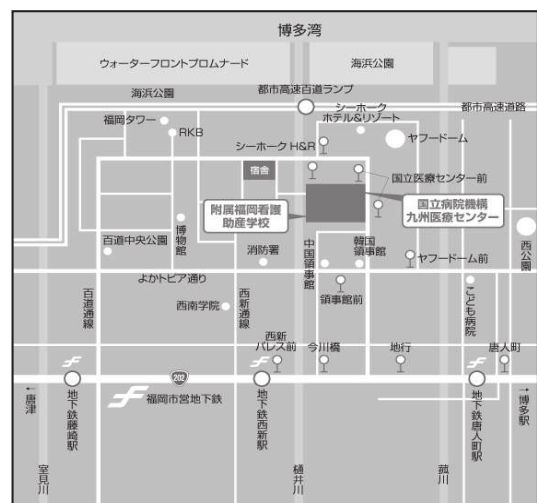 博多湾
ウォーターフロントプロムナード
海浜公園
海浜公園
都市高速百道ランプ
都市高速道路
福岡タワー
RKB
シーホーク
ホテル&リゾート
ヤフードーム
シーホーク H&R
宿舎
国立医療センター前
附属福岡看護
助産学校
国立病院機構
九州医療センター
博物館
百道中央公園
消防署
中国領事館
韓国
領事館
ヤフードーム前
西公園
よかトピア通り
領事館前
こども病院
百道通線
西南学院
西新通線
西新
パレス前
今川橋
地行
唐人町
202
←唐津
地下鉄藤崎駅
福岡市営地下鉄
地下鉄西新駅
地下鉄唐人町駅
→博多駅
室見川
樋井川
菰川